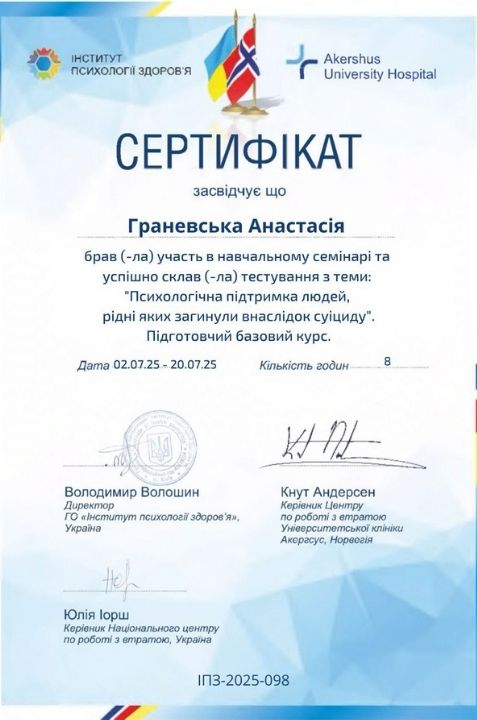 ІНСТИТУТ
ПСИХОЛОГІЇ ЗДОРОВ'Я
Akershus
University Hospital
СЕРТИФІКАТ
засвідчує що
Граневська Анастасія
брав (-ла) участь в навчальному семінарі та
успішно склав (-ла) тестування з теми:
"Психологічна підтримка людей,
рідні яких загинули внаслідок суіциду".
Підготовчий базовий курс.
Дата 02.07.25 - 20.07.25
Кількість годин 8
Володимир Волошин
Директор
ГО «Інститут психології здоров'я»,
Україна
Кнут Андерсен
Керівник Центру
по роботі з втратою
Університетської клініки
Акергсус, Норвегія
Юлія Іорш
Керівник Національного центру
по роботі з втратою, Україна
ІПЗ-2025-098